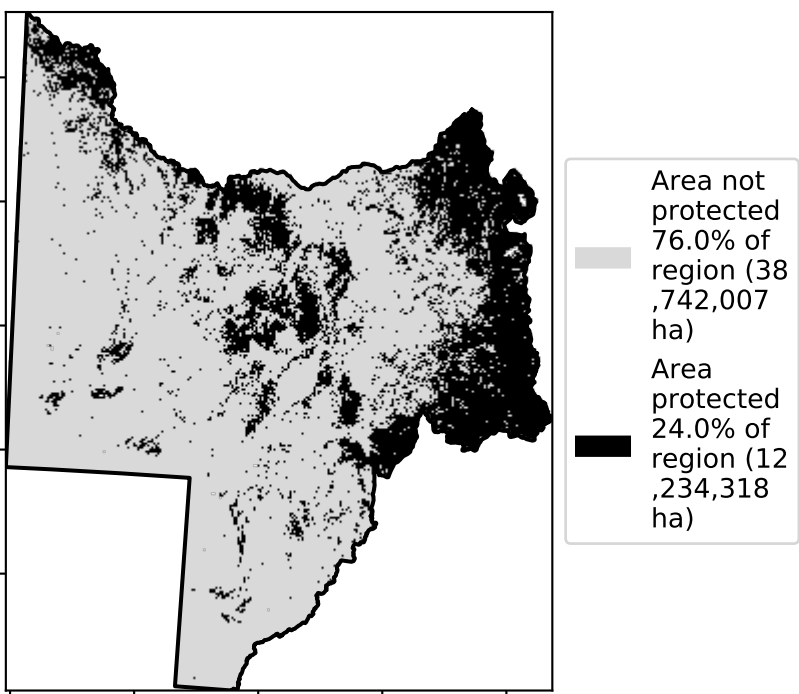 Area not
protected
76.0% of
region (38
,742,007
ha)
Area
protected
24.0% of
region (12
,234,318
ha)